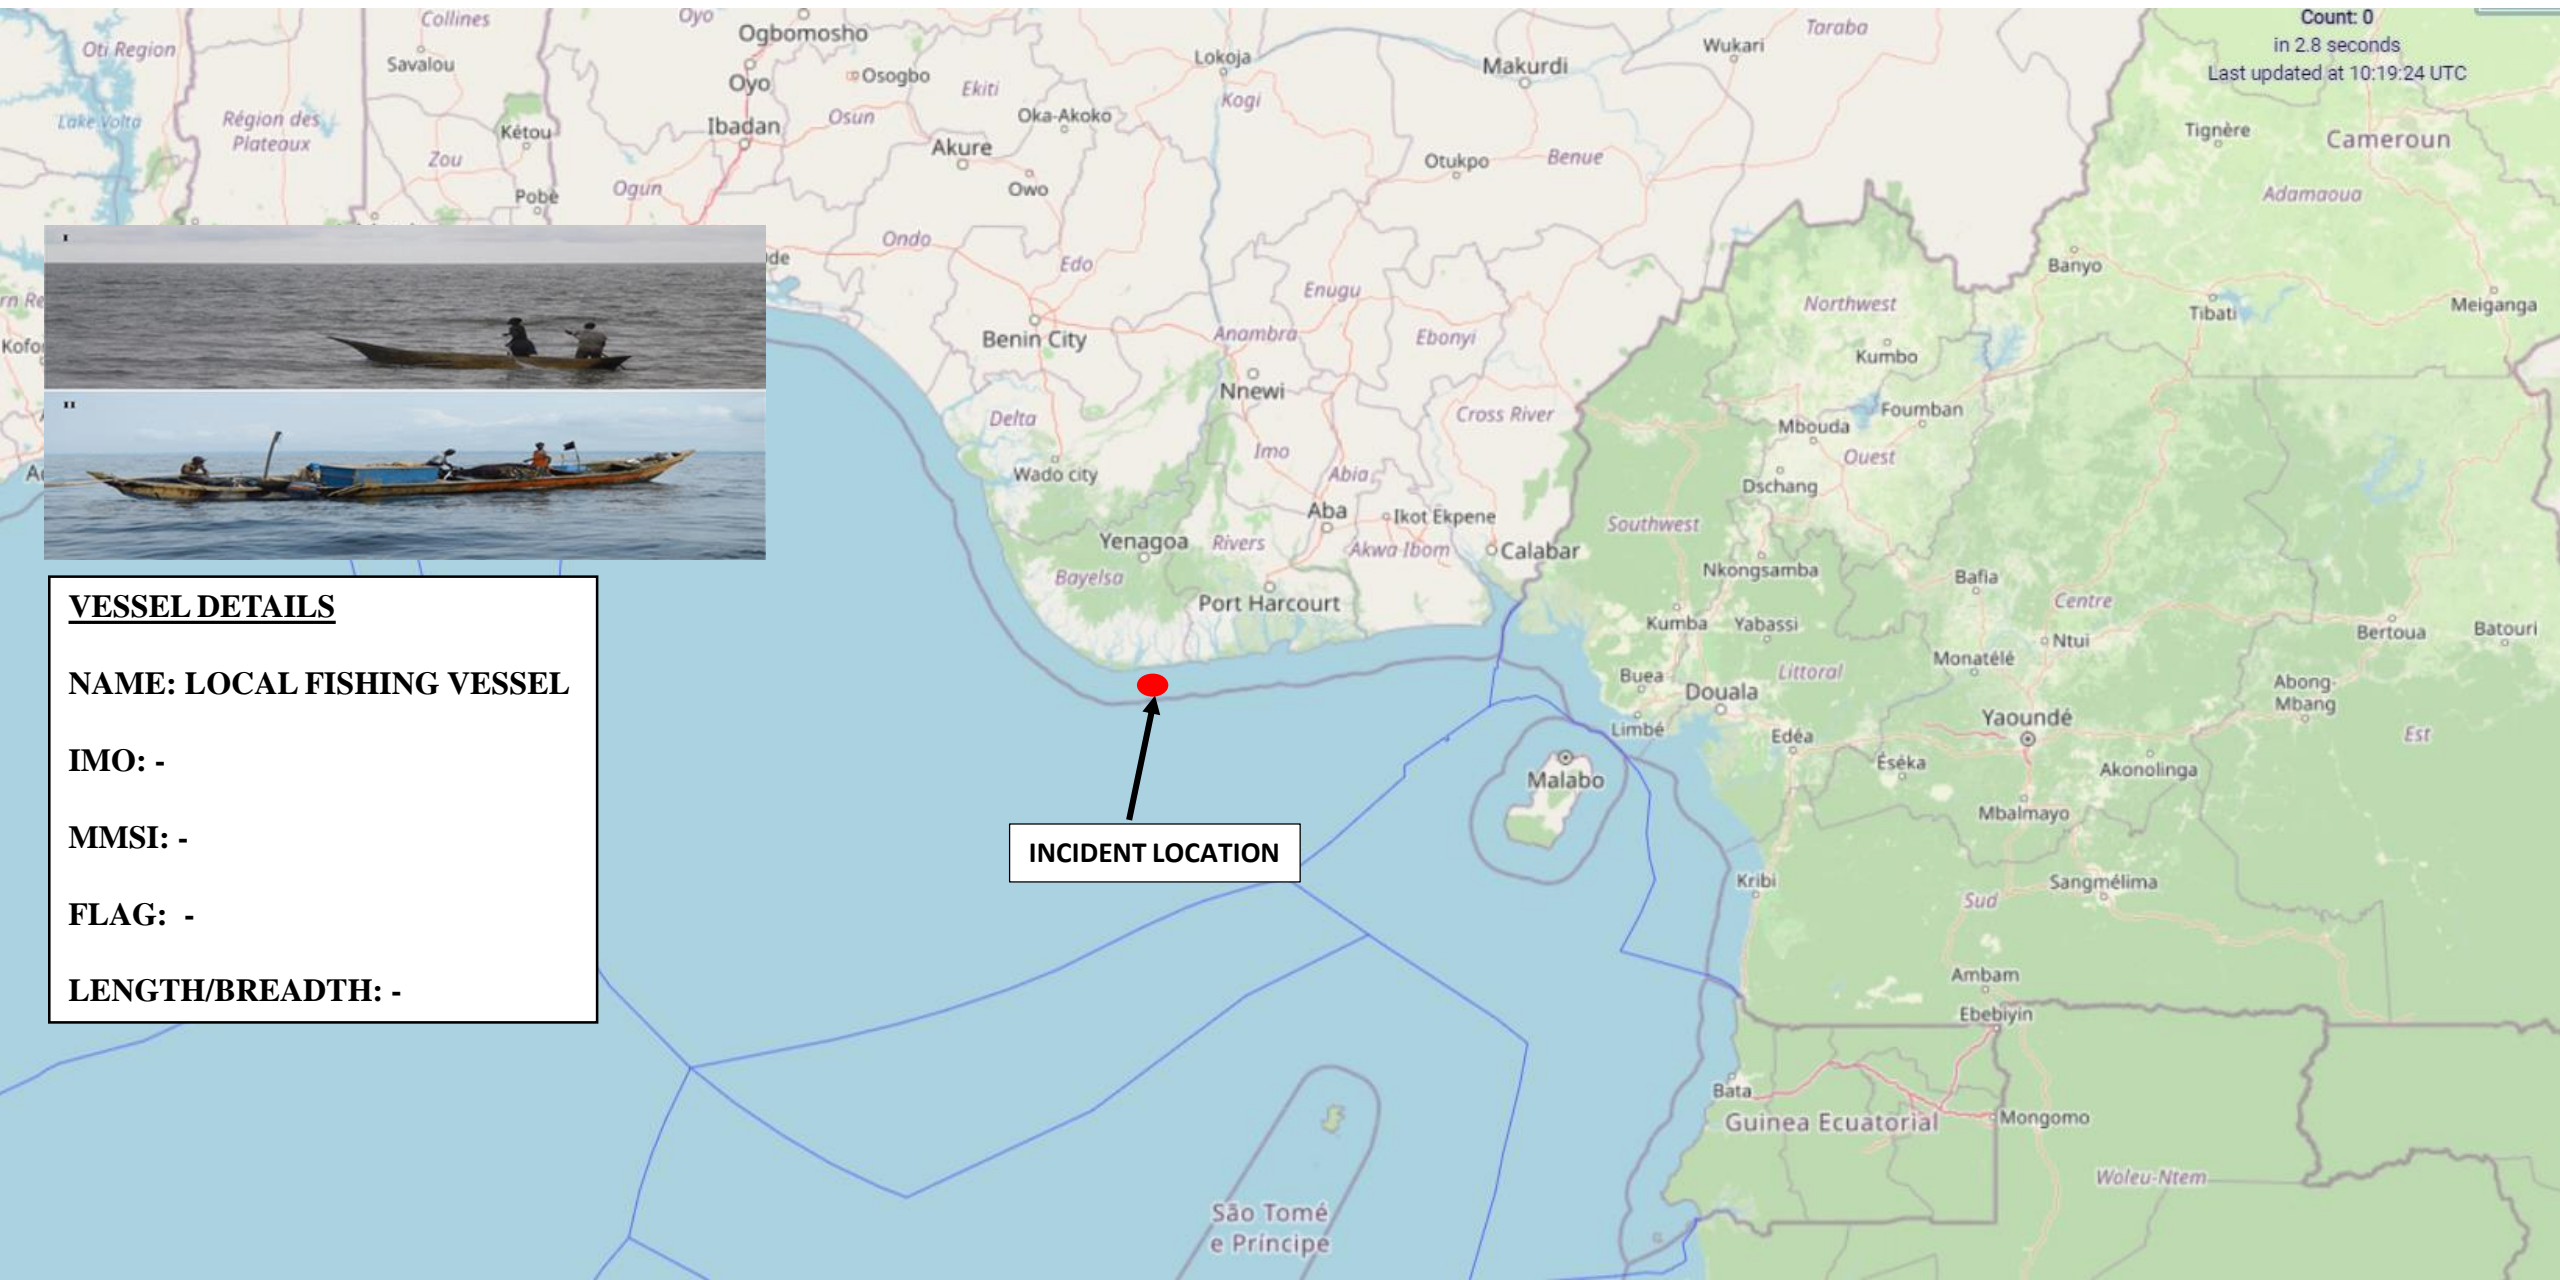 Collines
Oyo
Ogbomosho
Oti Region
Savalou
Lokoja
Makurdi
Wukari
Taraba
Count: 0
in 2.8 seconds
Last updated at 10:19:24 UTC
Oyo
Osogbo
Ekiti
Kogi
Lake Volta
Région des
Plateaux
Kétou
Ibadan
Osun
Oka-Akoko
Zou
Akure
Otukpo
Benue
Tignère
Cameroun
Ogun
Pobè
Owo
Adamaoua
I
Ondo
de
Edo
Enugu
Banyo
rn Re
Northwest
Tibati
Meiganga
Kofo
Benin City
Anambra
Ebonyi
Kumbo
Nnewi
II
Delta
Cross River
Foumban
Mbouda
Imo
Ouest
Wado city
Abia
Dschang
Aba
Ikot Ekpene
Southwest
Yenagoa
Rivers
Akwa Ibom
Calabar
Bayelsa
Nkongsamba
Bafia
Port Harcourt
Centre
Kumba
Yabassi
Ntui
Bertoua
Batouri
Monatélé
Buea
Littoral
Douala
Abong-
Mbang
Yaoundé
Limbé
Edéa
Est
Éséka
Akonolinga
Malabo
Mbalmayo
VESSEL DETAILS
NAME: LOCAL FISHING VESSEL
IMO: -
MMSI: -
FLAG: -
LENGTH/BREADTH: -
INCIDENT LOCATION
Kribi
Sangmélima
Sud
Ambam
Ebebiyin
Bata
Guinea Ecuatorial
Mongomo
Woleu-Ntem
São Tomé
e Príncipe